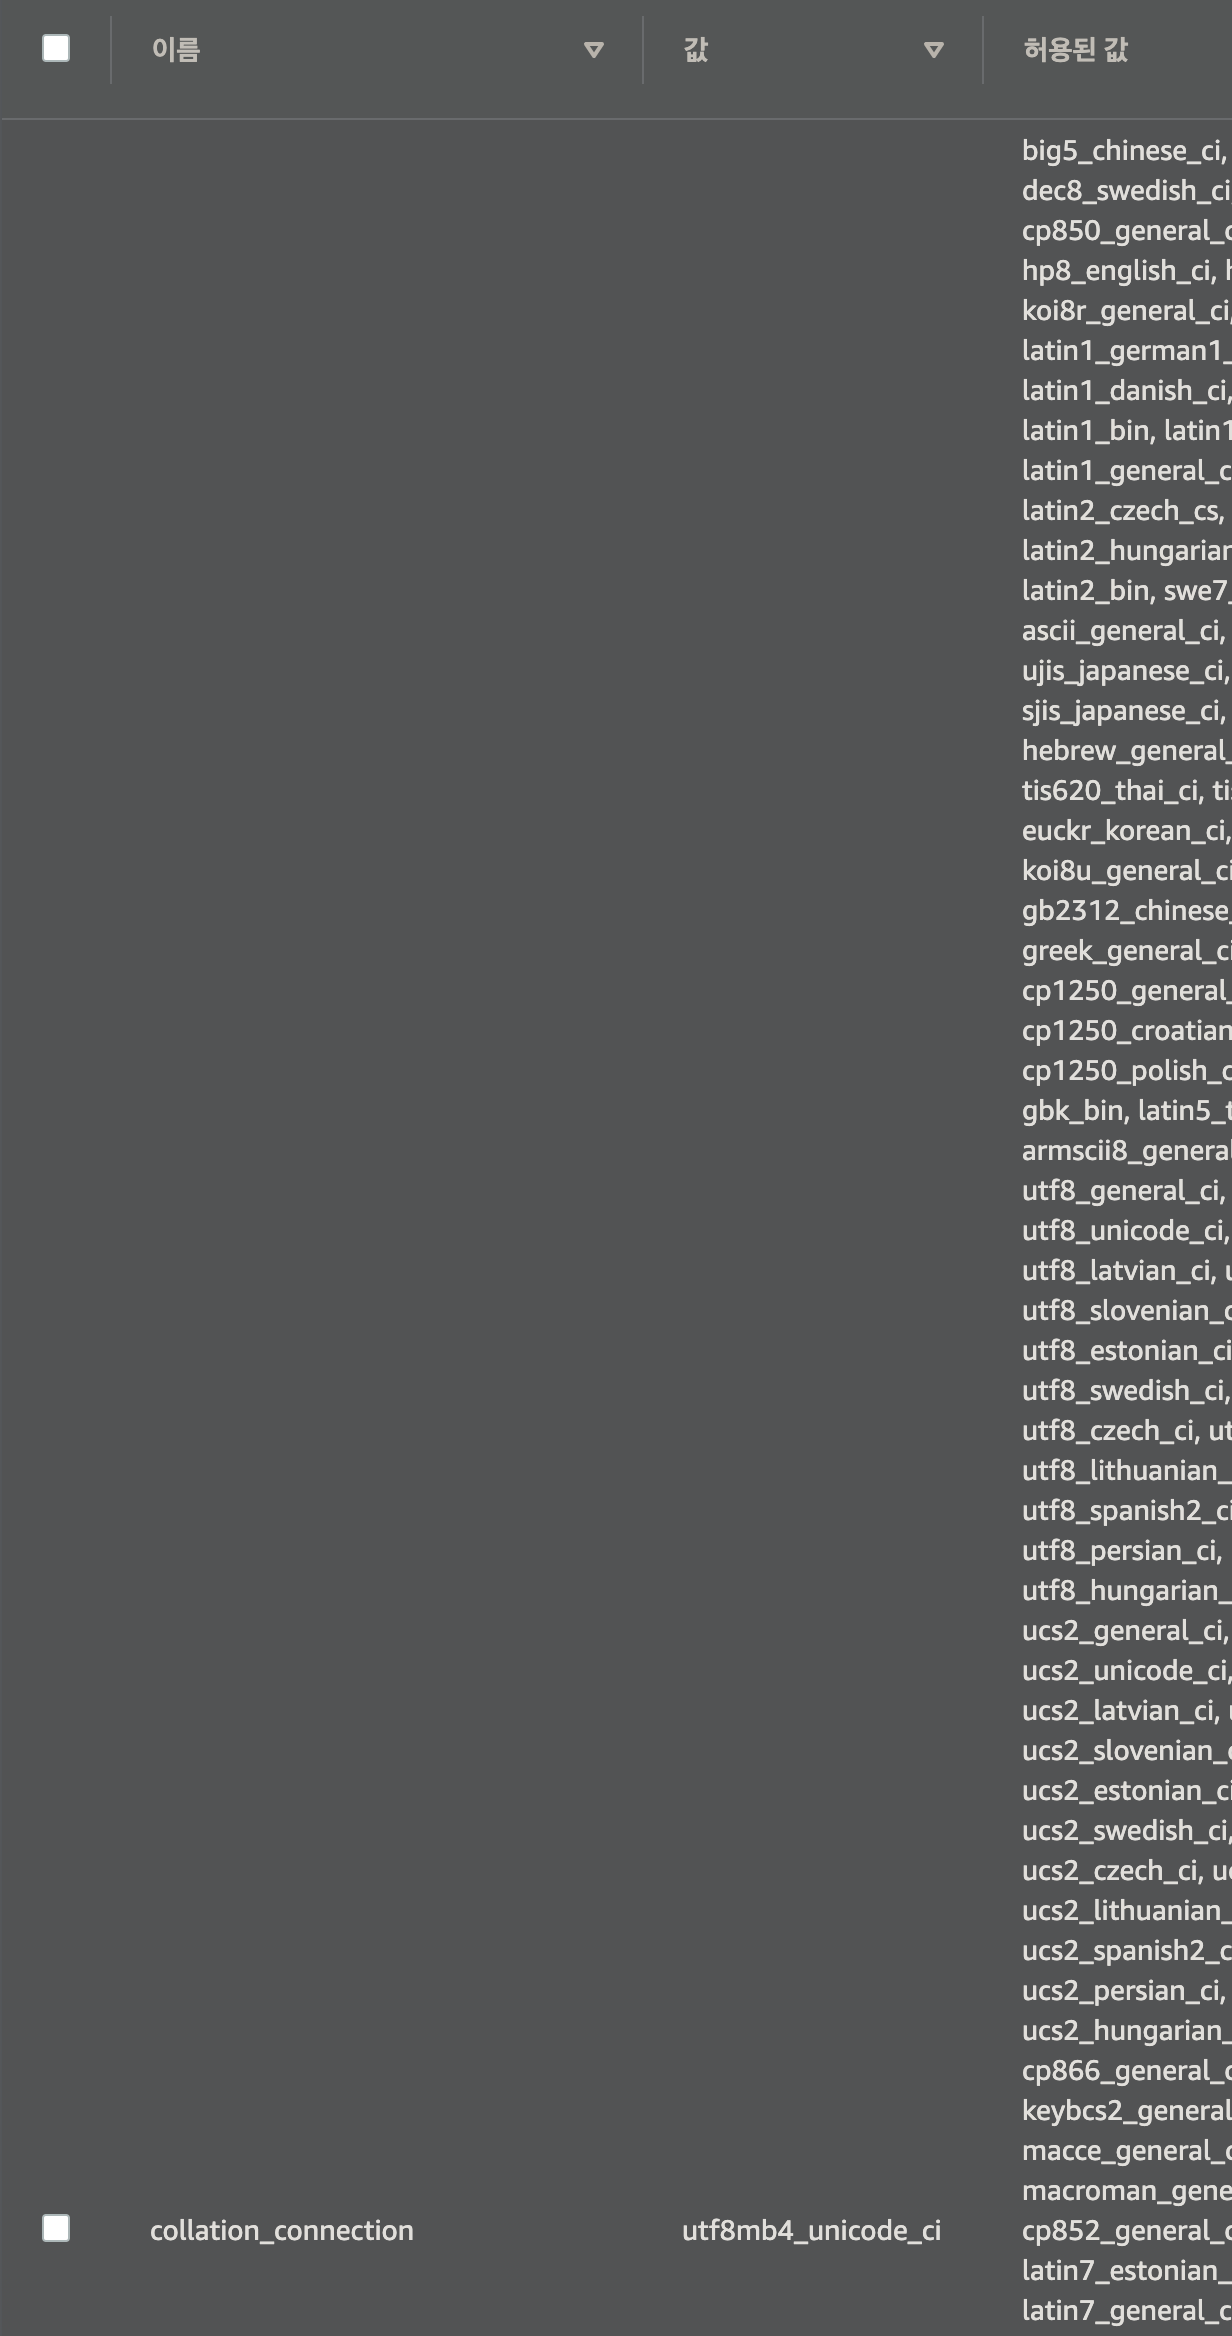 이름 값 허용된 값
big5_chinese_ci,
dec8_swedish_ci,
cp850_general_c
hp8_english_ci, h
koi8r_general_ci,
latin1_german1_
latin1_danish_ci,
latin1_bin, latin1
latin1_general_c
latin2_czech_cs,
latin2_hungarian
latin2_bin, swe7_
ascii_general_ci,
ujis_japanese_ci,
sjis_japanese_ci,
hebrew_general_
tis620_thai_ci, tis
euckr_korean_ci,
koi8u_general_ci
gb2312_chinese_
greek_general_ci
cp1250_general_
cp1250_croatian
cp1250_polish_c
gbk_bin, latin5_t
armscii8_general
utf8_general_ci,
utf8_unicode_ci,
utf8_latvian_ci, u
utf8_slovenian_c
utf8_estonian_ci
utf8_swedish_ci,
utf8_czech_ci, ut
utf8_lithuanian_
utf8_spanish2_ci
utf8_persian_ci,
utf8_hungarian_
ucs2_general_ci,
ucs2_unicode_ci,
ucs2_latvian_ci, u
ucs2_slovenian_c
ucs2_estonian_ci
ucs2_swedish_ci,
ucs2_czech_ci, uc
ucs2_lithuanian_
ucs2_spanish2_c
ucs2_persian_ci,
ucs2_hungarian_
cp866_general_c
keybcs2_general
macce_general_c
macroman_gene
collation_connection utf8mb4_unicode_ci cp852_general_c
latin7_estonian_
latin7_general_c